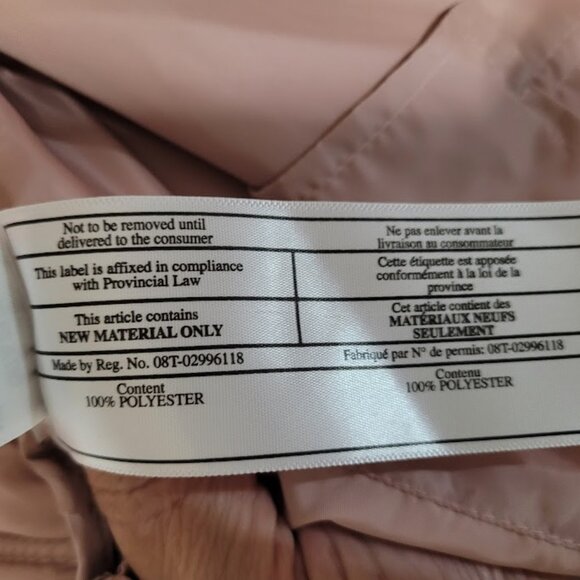 Not to be removed until
delivered to the consumer
Ne pas enlever avant la
livraison au consommateur
This label is affixed in compliance
with Provincial Law
Cette étiquette est apposée
conformément à la loi de la
province
This article contains
NEW MATERIAL ONLY
Cet article contient des
MATÉRIAUX NEUFS
SEULEMENT
Made by Reg. No. 08T-02996118
Fabriqué par N° de permis: 08T-02996118
Content
100% POLYESTER
Contenu
100% POLYESTER